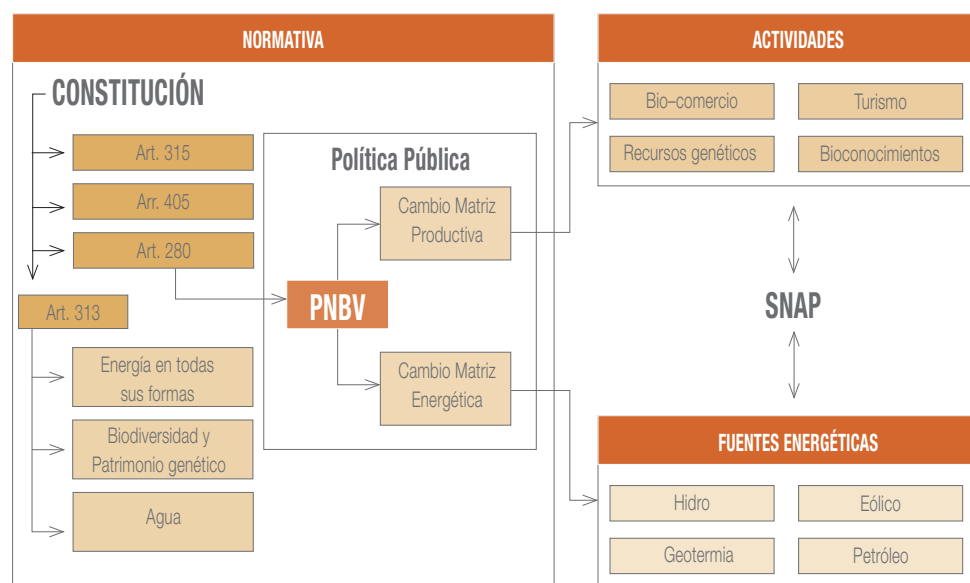 NORMATIVA
CONSTITUCIÓN
Art. 315
Arr. 405
Art. 280
Art. 313
Energía en todas
sus formas
Biodiversidad y
Patrimonio genético
Agua
Política Pública
PNBV
Cambio Matriz
Productiva
Cambio Matriz
Energética
ACTIVIDADES
Bio–comercio
Turismo
Recursos genéticos
Bioconocimientos
SNAP
FUENTES ENERGÉTICAS
Hidro
Eólico
Geotermia
Petróleo